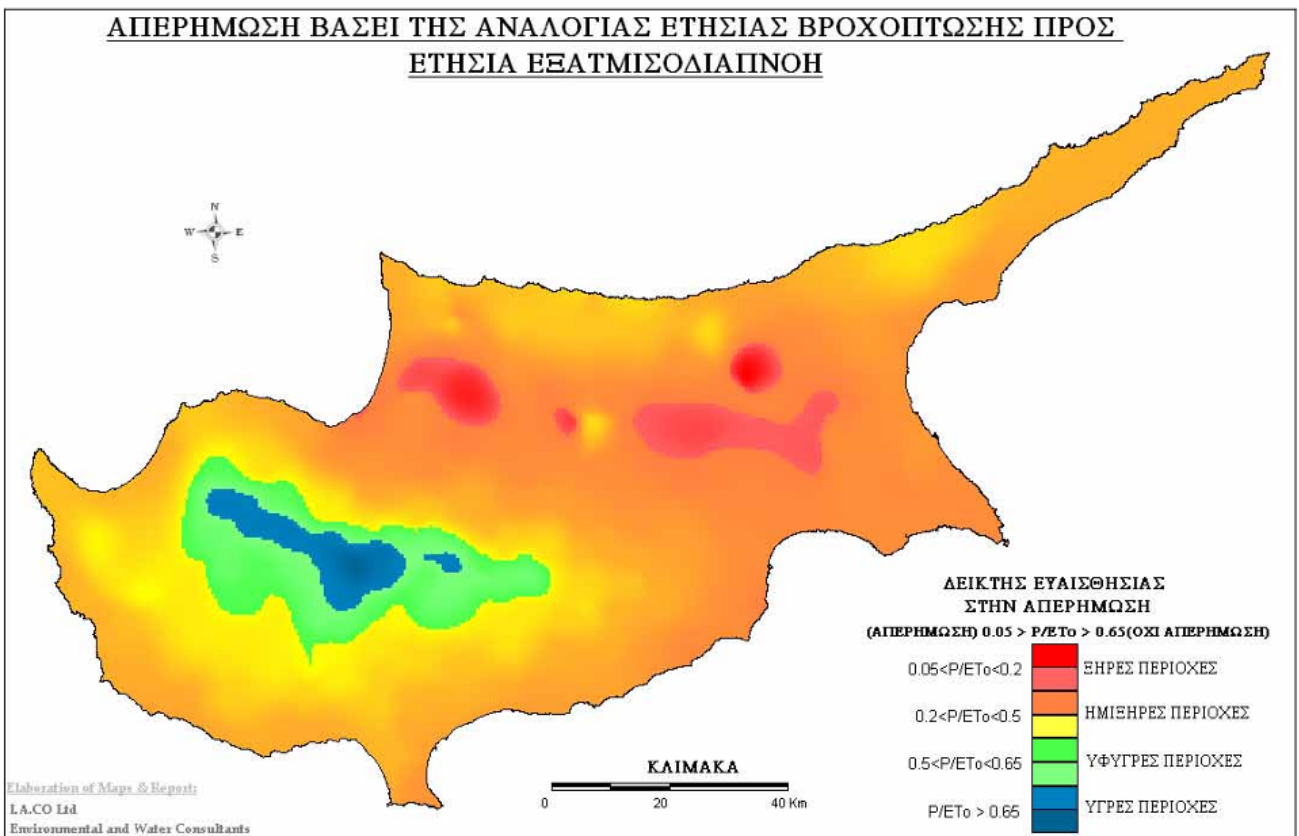 ΑΠΕΡΗΜΩΣΗ ΒΑΣΕΙ ΤΗΣ ΑΝΑΛΟΓΙΑΣ ΕΤΗΣΙΑΣ ΒΡΟΧΟΠΤΩΣΗΣ ΠΡΟΣ
ΕΤΗΣΙΑ ΕΞΑΤΜΙΣΟΔΙΑΠΝΟΗ
N
W E
S
ΔΕΙΚΤΗΣ ΕΥΑΙΣΘΗΣΙΑΣ
ΣΤΗΝ ΑΠΕΡΗΜΩΣΗ
(ΑΠΕΡΗΜΩΣΗ) 0.05 > P/ETo > 0.65(ΟΧΙ ΑΠΕΡΗΜΩΣΗ)
0.05<P/ETo<0.2 ΞΗΡΕΣ ΠΕΡΙΟΧΕΣ
0.2<P/ETo<0.5 ΗΜΙΞΗΡΕΣ ΠΕΡΙΟΧΕΣ
0.5<P/ETo<0.65 ΥΦΥΓΡΕΣ ΠΕΡΙΟΧΕΣ
P/ETo > 0.65 ΥΓΡΕΣ ΠΕΡΙΟΧΕΣ
ΚΛΙΜΑΚΑ
0 20 40 Km
Elaboration of Maps & Report:
I.A.CO Ltd
Environmental and Water Consultants